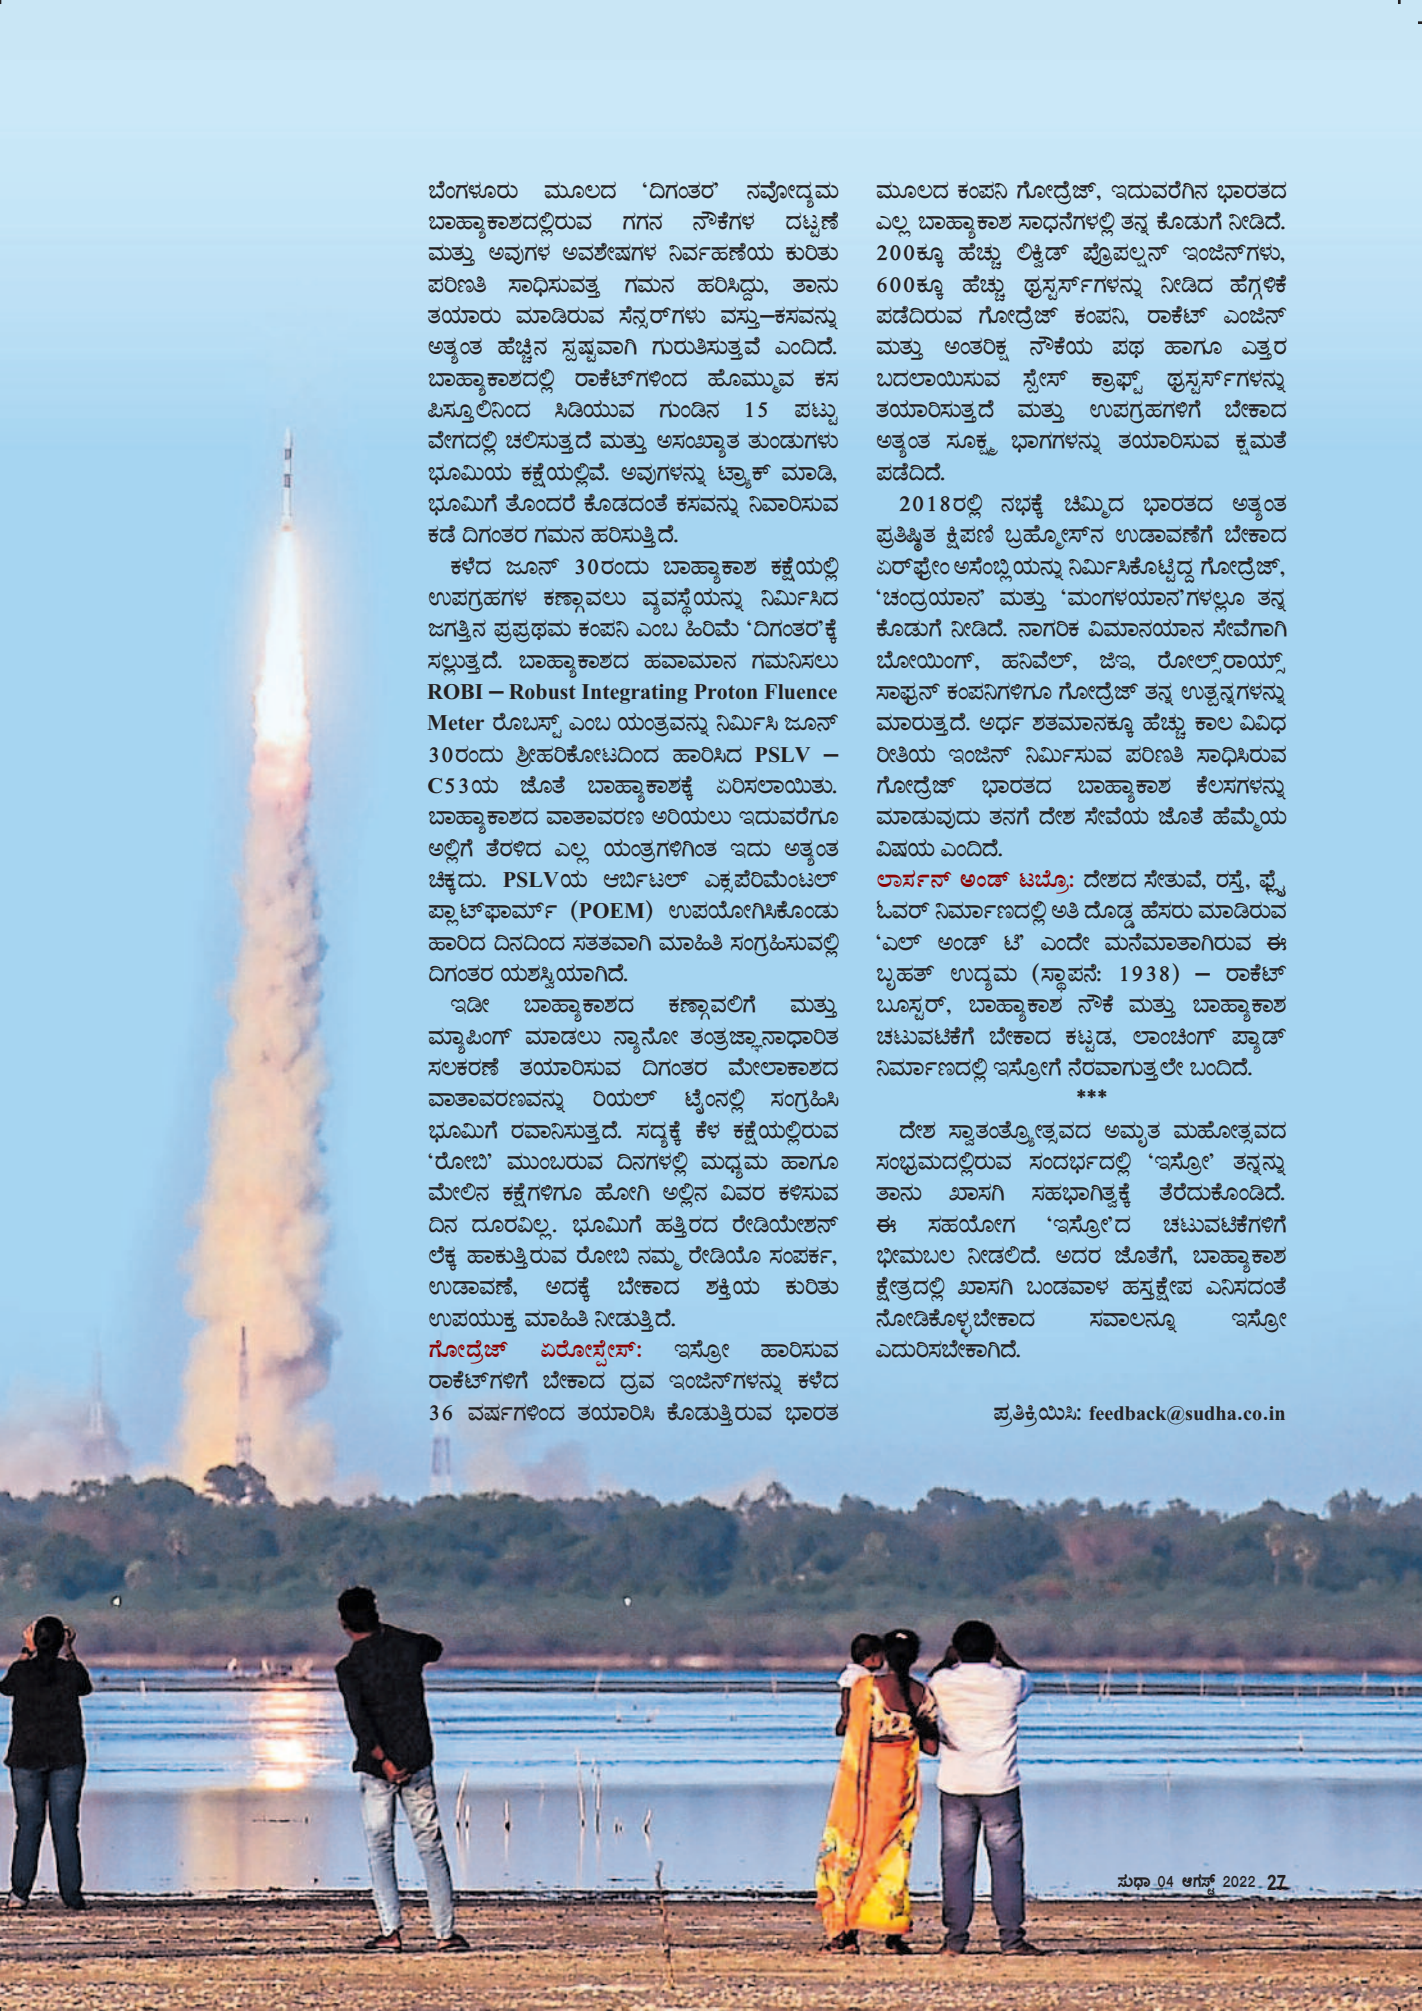 ಬೆಂಗಳೂರು ಮೂಲದ ‘ದಿಗಂತರ’ ನವೋದ್ಯಮ
ಬಾಹ್ಯಾಕಾಶದಲ್ಲಿರುವ ಗಗನ ನೌಕೆಗಳ ದಟ್ಟಣೆ
ಮತ್ತು ಅವುಗಳ ಅವಶೇಷಗಳ ನಿರ್ವಹಣೆಯ ಕುರಿತು
ಪರಿಣತಿ ಸಾಧಿಸುವತ್ತ ಗಮನ ಹರಿಸಿದ್ದು, ತಾನು
ತಯಾರು ಮಾಡಿರುವ ಸೆನ್ಸರ್‌ಗಳು ವಸ್ತು–ಕಸವನ್ನು
ಅತ್ಯಂತ ಹೆಚ್ಚಿನ ಸ್ಪಷ್ಟವಾಗಿ ಗುರುತಿಸುತ್ತವೆ ಎಂದಿದೆ.
ಬಾಹ್ಯಾಕಾಶದಲ್ಲಿ ರಾಕೆಟ್‌ಗಳಿಂದ ಹೊಮ್ಮುವ ಕಸ
ಪಿಸ್ತೂಲಿನಿಂದ ಸಿಡಿಯುವ ಗುಂಡಿನ 15 ಪಟ್ಟು
ವೇಗದಲ್ಲಿ ಚಲಿಸುತ್ತದೆ ಮತ್ತು ಅಸಂಖ್ಯಾತ ತುಂಡುಗಳು
ಭೂಮಿಯ ಕಕ್ಷೆಯಲ್ಲಿವೆ. ಅವುಗಳನ್ನು ಟ್ರ್ಯಾಕ್ ಮಾಡಿ,
ಭೂಮಿಗೆ ತೊಂದರೆ ಕೊಡದಂತೆ ಕಸವನ್ನು ನಿವಾರಿಸುವ
ಕಡೆ ದಿಗಂತರ ಗಮನ ಹರಿಸುತ್ತಿದೆ.
ಕಳೆದ ಜೂನ್ 30ರಂದು ಬಾಹ್ಯಾಕಾಶ ಕಕ್ಷೆಯಲ್ಲಿ
ಉಪಗ್ರಹಗಳ ಕಣ್ಗಾವಲು ವ್ಯವಸ್ಥೆಯನ್ನು ನಿರ್ಮಿಸಿದ
ಜಗತ್ತಿನ ಪ್ರಪ್ರಥಮ ಕಂಪನಿ ಎಂಬ ಹಿರಿಮೆ ‘ದಿಗಂತರ’ಕ್ಕೆ
ಸಲ್ಲುತ್ತದೆ. ಬಾಹ್ಯಾಕಾಶದ ಹವಾಮಾನ ಗಮನಿಸಲು
ROBI – Robust Integrating Proton Fluence
Meter ರೊಬಸ್ಟ್ ಎಂಬ ಯಂತ್ರವನ್ನು ನಿರ್ಮಿಸಿ ಜೂನ್
30ರಂದು ಶ್ರೀಹರಿಕೋಟದಿಂದ ಹಾರಿಸಿದ PSLV –
C53ಯ ಜೊತೆ ಬಾಹ್ಯಾಕಾಶಕ್ಕೆ ಏರಿಸಲಾಯಿತು.
ಬಾಹ್ಯಾಕಾಶದ ವಾತಾವರಣ ಅರಿಯಲು ಇದುವರೆಗೂ
ಅಲ್ಲಿಗೆ ತೆರಳಿದ ಎಲ್ಲ ಯಂತ್ರಗಳಿಗಿಂತ ಇದು ಅತ್ಯಂತ
ಚಿಕ್ಕದು. PSLVಯ ಆರ್ಬಿಟಲ್ ಎಕ್ಸಪೆರಿಮೆಂಟಲ್
ಪ್ಲಾಟ್‌ಫಾರ್ಮ್ (POEM) ಉಪಯೋಗಿಸಿಕೊಂಡು
ಹಾರಿದ ದಿನದಿಂದ ಸತತವಾಗಿ ಮಾಹಿತಿ ಸಂಗ್ರಹಿಸುವಲ್ಲಿ
ದಿಗಂತರ ಯಶಸ್ವಿಯಾಗಿದೆ.
ಇಡೀ ಬಾಹ್ಯಾಕಾಶದ ಕಣ್ಗಾವಲಿಗೆ ಮತ್ತು
ಮ್ಯಾಪಿಂಗ್ ಮಾಡಲು ನ್ಯಾನೋ ತಂತ್ರಜ್ಞಾನಾಧಾರಿತ
ಸಲಕರಣೆ ತಯಾರಿಸುವ ದಿಗಂತರ ಮೇಲಾಕಾಶದ
ವಾತಾವರಣವನ್ನು ರಿಯಲ್ ಟೈಂನಲ್ಲಿ ಸಂಗ್ರಹಿಸಿ
ಭೂಮಿಗೆ ರವಾನಿಸುತ್ತದೆ. ಸದ್ಯಕ್ಕೆ ಕೆಳ ಕಕ್ಷೆಯಲ್ಲಿರುವ
‘ರೋಬಿ’ ಮುಂಬರುವ ದಿನಗಳಲ್ಲಿ ಮಧ್ಯಮ ಹಾಗೂ
ಮೇಲಿನ ಕಕ್ಷೆಗಳಿಗೂ ಹೋಗಿ ಅಲ್ಲಿನ ವಿವರ ಕಳಿಸುವ
ದಿನ ದೂರವಿಲ್ಲ. ಭೂಮಿಗೆ ಹತ್ತಿರದ ರೇಡಿಯೇಶನ್
ಲೆಕ್ಕ ಹಾಕುತ್ತಿರುವ ರೋಬಿ ನಮ್ಮ ರೇಡಿಯೊ ಸಂಪರ್ಕ,
ಉಡಾವಣೆ, ಅದಕ್ಕೆ ಬೇಕಾದ ಶಕ್ತಿಯ ಕುರಿತು
ಉಪಯುಕ್ತ ಮಾಹಿತಿ ನೀಡುತ್ತಿದೆ.
ಗೋದ್ರೆಜ್ ಏರೋಸ್ಪೇಸ್: ಇಸ್ರೋ ಹಾರಿಸುವ
ರಾಕೆಟ್‌ಗಳಿಗೆ ಬೇಕಾದ ದ್ರವ ಇಂಜಿನ್‌ಗಳನ್ನು ಕಳೆದ
36 ವರ್ಷಗಳಿಂದ ತಯಾರಿಸಿ ಕೊಡುತ್ತಿರುವ ಭಾರತ
ಮೂಲದ ಕಂಪನಿ ಗೋದ್ರೆಜ್, ಇದುವರೆಗಿನ ಭಾರತದ
ಎಲ್ಲ ಬಾಹ್ಯಾಕಾಶ ಸಾಧನೆಗಳಲ್ಲಿ ತನ್ನ ಕೊಡುಗೆ ನೀಡಿದೆ.
200ಕ್ಕೂ ಹೆಚ್ಚು ಲಿಕ್ವಿಡ್ ಪ್ರೊಪಲ್ಷನ್ ಇಂಜಿನ್‌ಗಳು,
600ಕ್ಕೂ ಹೆಚ್ಚು ಥ್ರಸ್ಟರ್ಸ್‌ಗಳನ್ನು ನೀಡಿದ ಹೆಗ್ಗಳಿಕೆ
ಪಡೆದಿರುವ ಗೋದ್ರೆಜ್ ಕಂಪನಿ, ರಾಕೆಟ್ ಎಂಜಿನ್
ಮತ್ತು ಅಂತರಿಕ್ಷ ನೌಕೆಯ ಪಥ ಹಾಗೂ ಎತ್ತರ
ಬದಲಾಯಿಸುವ ಸ್ಪೇಸ್ ಕ್ರಾಫ್ಟ್ ಥ್ರಸ್ಟರ್ಸ್‌ಗಳನ್ನು
ತಯಾರಿಸುತ್ತದೆ ಮತ್ತು ಉಪಗ್ರಹಗಳಿಗೆ ಬೇಕಾದ
ಅತ್ಯಂತ ಸೂಕ್ಷ್ಮ ಭಾಗಗಳನ್ನು ತಯಾರಿಸುವ ಕ್ಷಮತೆ
ಪಡೆದಿದೆ.
2018ರಲ್ಲಿ ನಭಕ್ಕೆ ಚಿಮ್ಮಿದ ಭಾರತದ ಅತ್ಯಂತ
ಪ್ರತಿಷ್ಠಿತ ಕ್ಷಿಪಣಿ ಬ್ರಹ್ಮೋಸ್‌ನ ಉಡಾವಣೆಗೆ ಬೇಕಾದ
ಏರ್‌ಫ್ರೇಂ ಅಸೆಂಬ್ಲಿಯನ್ನು ನಿರ್ಮಿಸಿಕೊಟ್ಟಿದ್ದ ಗೋದ್ರೆಜ್,
‘ಚಂದ್ರಯಾನ’ ಮತ್ತು ‘ಮಂಗಳಯಾನ’ಗಳಲ್ಲೂ ತನ್ನ
ಕೊಡುಗೆ ನೀಡಿದೆ. ನಾಗರಿಕ ವಿಮಾನಯಾನ ಸೇವೆಗಾಗಿ
ಬೋಯಿಂಗ್, ಹನಿವೆಲ್, ಜಿಇ, ರೋಲ್ಸ್‌ರಾಯ್ಸ್
ಸಾಫ್ರನ್ ಕಂಪನಿಗಳಿಗೂ ಗೋದ್ರೆಜ್ ತನ್ನ ಉತ್ಪನ್ನಗಳನ್ನು
ಮಾರುತ್ತದೆ. ಅರ್ಧ ಶತಮಾನಕ್ಕೂ ಹೆಚ್ಚು ಕಾಲ ವಿವಿಧ
ರೀತಿಯ ಇಂಜಿನ್ ನಿರ್ಮಿಸುವ ಪರಿಣತಿ ಸಾಧಿಸಿರುವ
ಗೋದ್ರೆಜ್ ಭಾರತದ ಬಾಹ್ಯಾಕಾಶ ಕೆಲಸಗಳನ್ನು
ಮಾಡುವುದು ತನಗೆ ದೇಶ ಸೇವೆಯ ಜೊತೆ ಹೆಮ್ಮೆಯ
ವಿಷಯ ಎಂದಿದೆ.
ಲಾರ್ಸನ್ ಅಂಡ್ ಟಬ್ರೊ: ದೇಶದ ಸೇತುವೆ, ರಸ್ತೆ, ಫ್ಲೈ
ಓವರ್ ನಿರ್ಮಾಣದಲ್ಲಿ ಅತಿ ದೊಡ್ಡ ಹೆಸರು ಮಾಡಿರುವ
‘ಎಲ್ ಅಂಡ್ ಟಿ’ ಎಂದೇ ಮನೆಮಾತಾಗಿರುವ ಈ
ಬೃಹತ್ ಉದ್ಯಮ (ಸ್ಥಾಪನೆ: 1938) – ರಾಕೆಟ್
ಬೂಸ್ಟರ್, ಬಾಹ್ಯಾಕಾಶ ನೌಕೆ ಮತ್ತು ಬಾಹ್ಯಾಕಾಶ
ಚಟುವಟಿಕೆಗೆ ಬೇಕಾದ ಕಟ್ಟಡ, ಲಾಂಚಿಂಗ್ ಪ್ಯಾಡ್
ನಿರ್ಮಾಣದಲ್ಲಿ ಇಸ್ರೋಗೆ ನೆರವಾಗುತ್ತಲೇ ಬಂದಿದೆ.
***
ದೇಶ ಸ್ವಾತಂತ್ರ್ಯೋತ್ಸವದ ಅಮೃತ ಮಹೋತ್ಸವದ
ಸಂಭ್ರಮದಲ್ಲಿರುವ ಸಂದರ್ಭದಲ್ಲಿ ‘ಇಸ್ರೋ’ ತನ್ನನ್ನು
ತಾನು ಖಾಸಗಿ ಸಹಭಾಗಿತ್ವಕ್ಕೆ ತೆರೆದುಕೊಂಡಿದೆ.
ಈ ಸಹಯೋಗ ‘ಇಸ್ರೋ’ದ ಚಟುವಟಿಕೆಗಳಿಗೆ
ಭೀಮಬಲ ನೀಡಲಿದೆ. ಅದರ ಜೊತೆಗೆ, ಬಾಹ್ಯಾಕಾಶ
ಕ್ಷೇತ್ರದಲ್ಲಿ ಖಾಸಗಿ ಬಂಡವಾಳ ಹಸ್ತಕ್ಷೇಪ ಎನಿಸದಂತೆ
ನೋಡಿಕೊಳ್ಳಬೇಕಾದ ಸವಾಲನ್ನೂ ಇಸ್ರೋ
ಎದುರಿಸಬೇಕಾಗಿದೆ.
ಪ್ರತಿಕ್ರಿಯಿಸಿ: feedback@sudha.co.in
ಸುಧಾ 04 ಆಗಸ್ಟ್ 2022 27